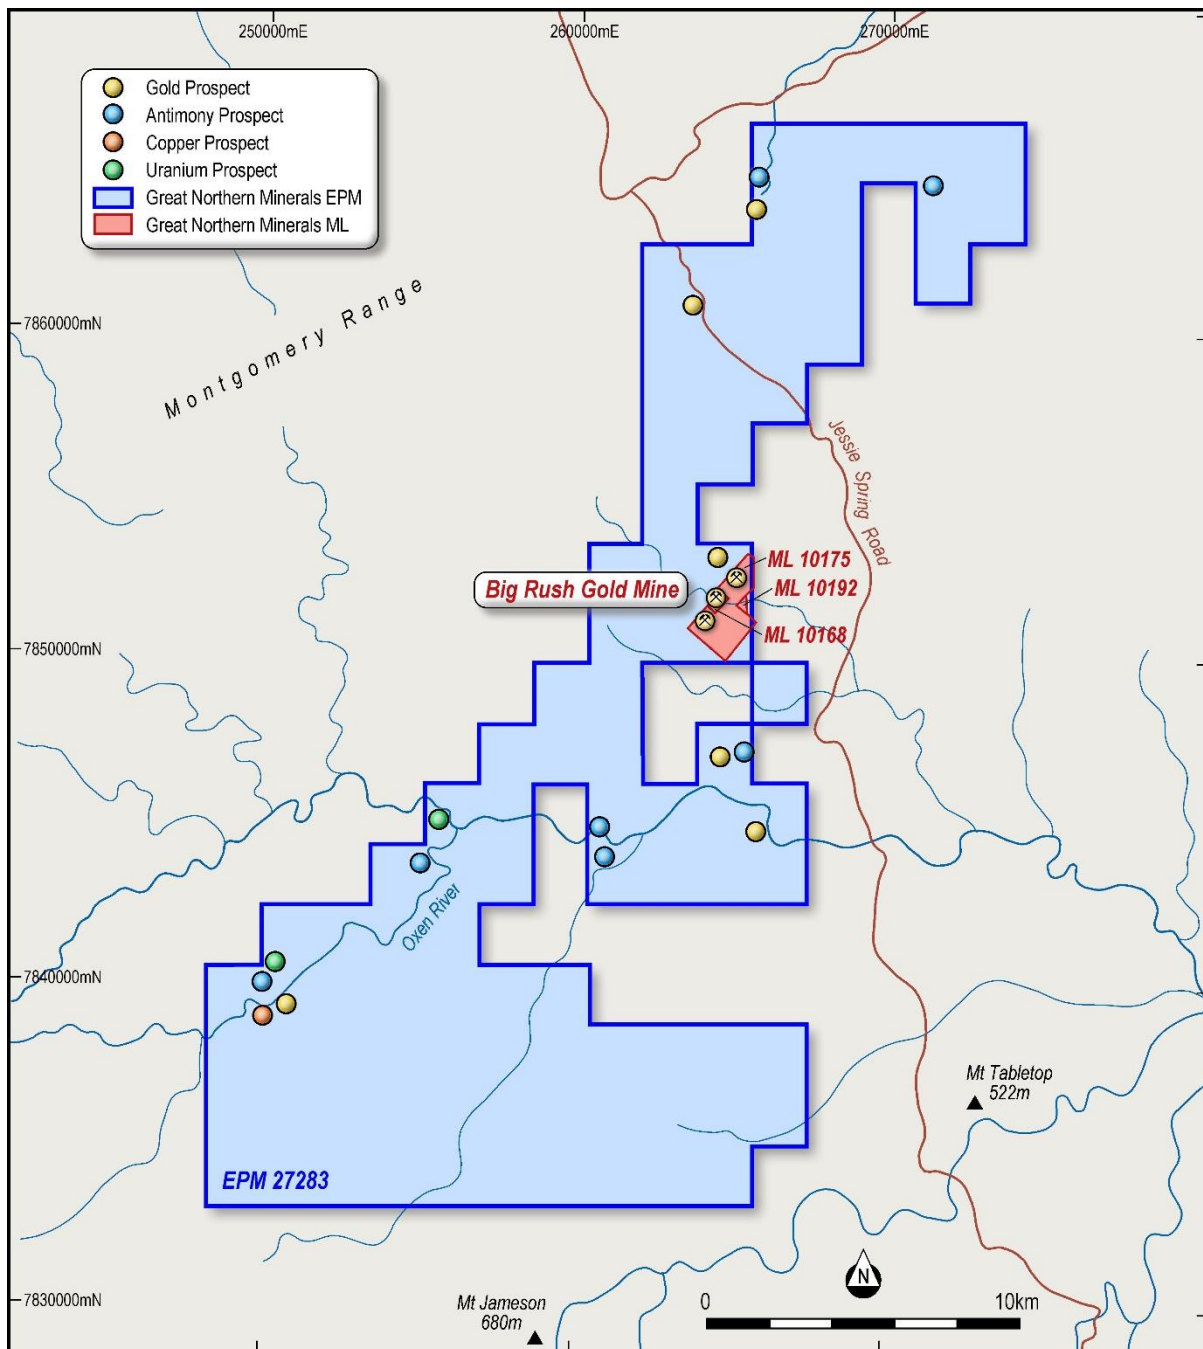 250000mE
260000mE
270000mE
Gold Prospect
Antimony Prospect
Copper Prospect
Uranium Prospect
Great Northern Minerals EPM
Great Northern Minerals ML
Montgomery Range
7860000mN
Jessie Spring Road
ML 10175
Big Rush Gold Mine
ML 10192
ML 10168
7850000mN
Oxen River
7840000mN
Mt Tabletop
522m
EPM 27283
N
7830000mN
Mt Jameson
680m
0
10km